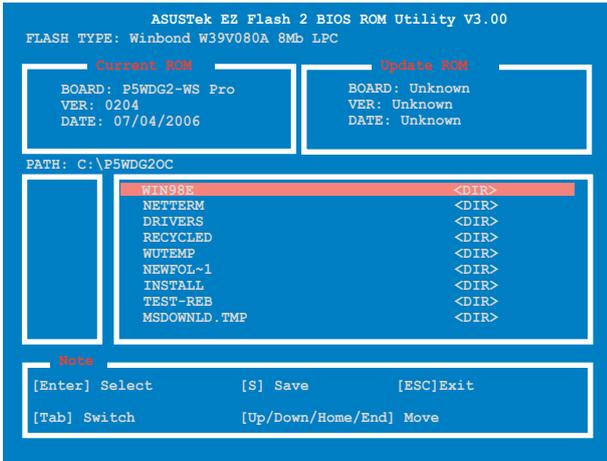 ASUSTek EZ Flash 2 BIOS ROM Utility V3.00
FLASH TYPE: Winbond W39V080A 8Mb LPC
Current ROM
BOARD: P5WDG2-WS Pro
VER: 0204
DATE: 07/04/2006
Update ROM
BOARD: Unknown
VER: Unknown
DATE: Unknown
PATH: C:\P5WDG2OC
WIN98E <DIR>
NETTERM <DIR>
DRIVERS <DIR>
RECYCLED <DIR>
WUTEMP <DIR>
NEWFOL~1 <DIR>
INSTALL <DIR>
TEST-REB <DIR>
MSDOWNLD.TMP <DIR>
Note
[Enter] Select [S] Save [ESC]Exit
[Tab] Switch [Up/Down/Home/End] Move